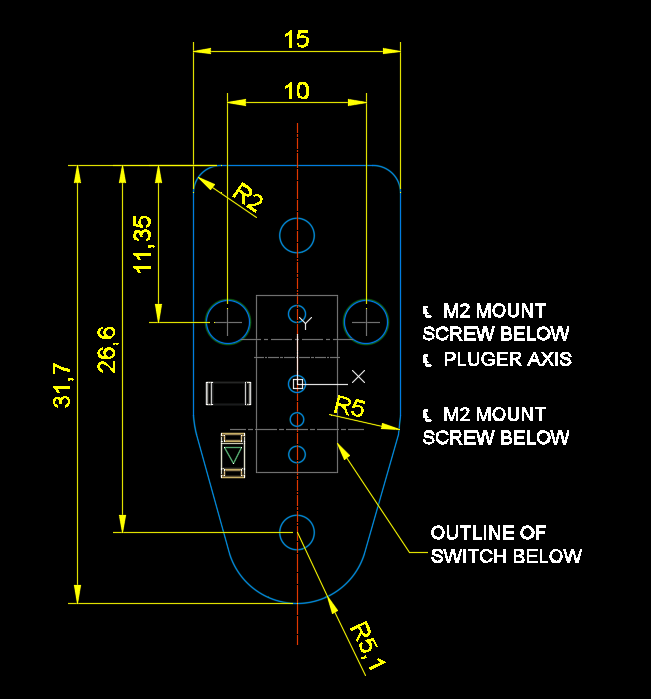 15
10
R2
11,35
26,6
31,7
℄ M2 MOUNT
SCREW BELOW
℄ PLUGER AXIS
Y
X
R5
℄ M2 MOUNT
SCREW BELOW
OUTLINE OF
SWITCH BELOW
R5,1